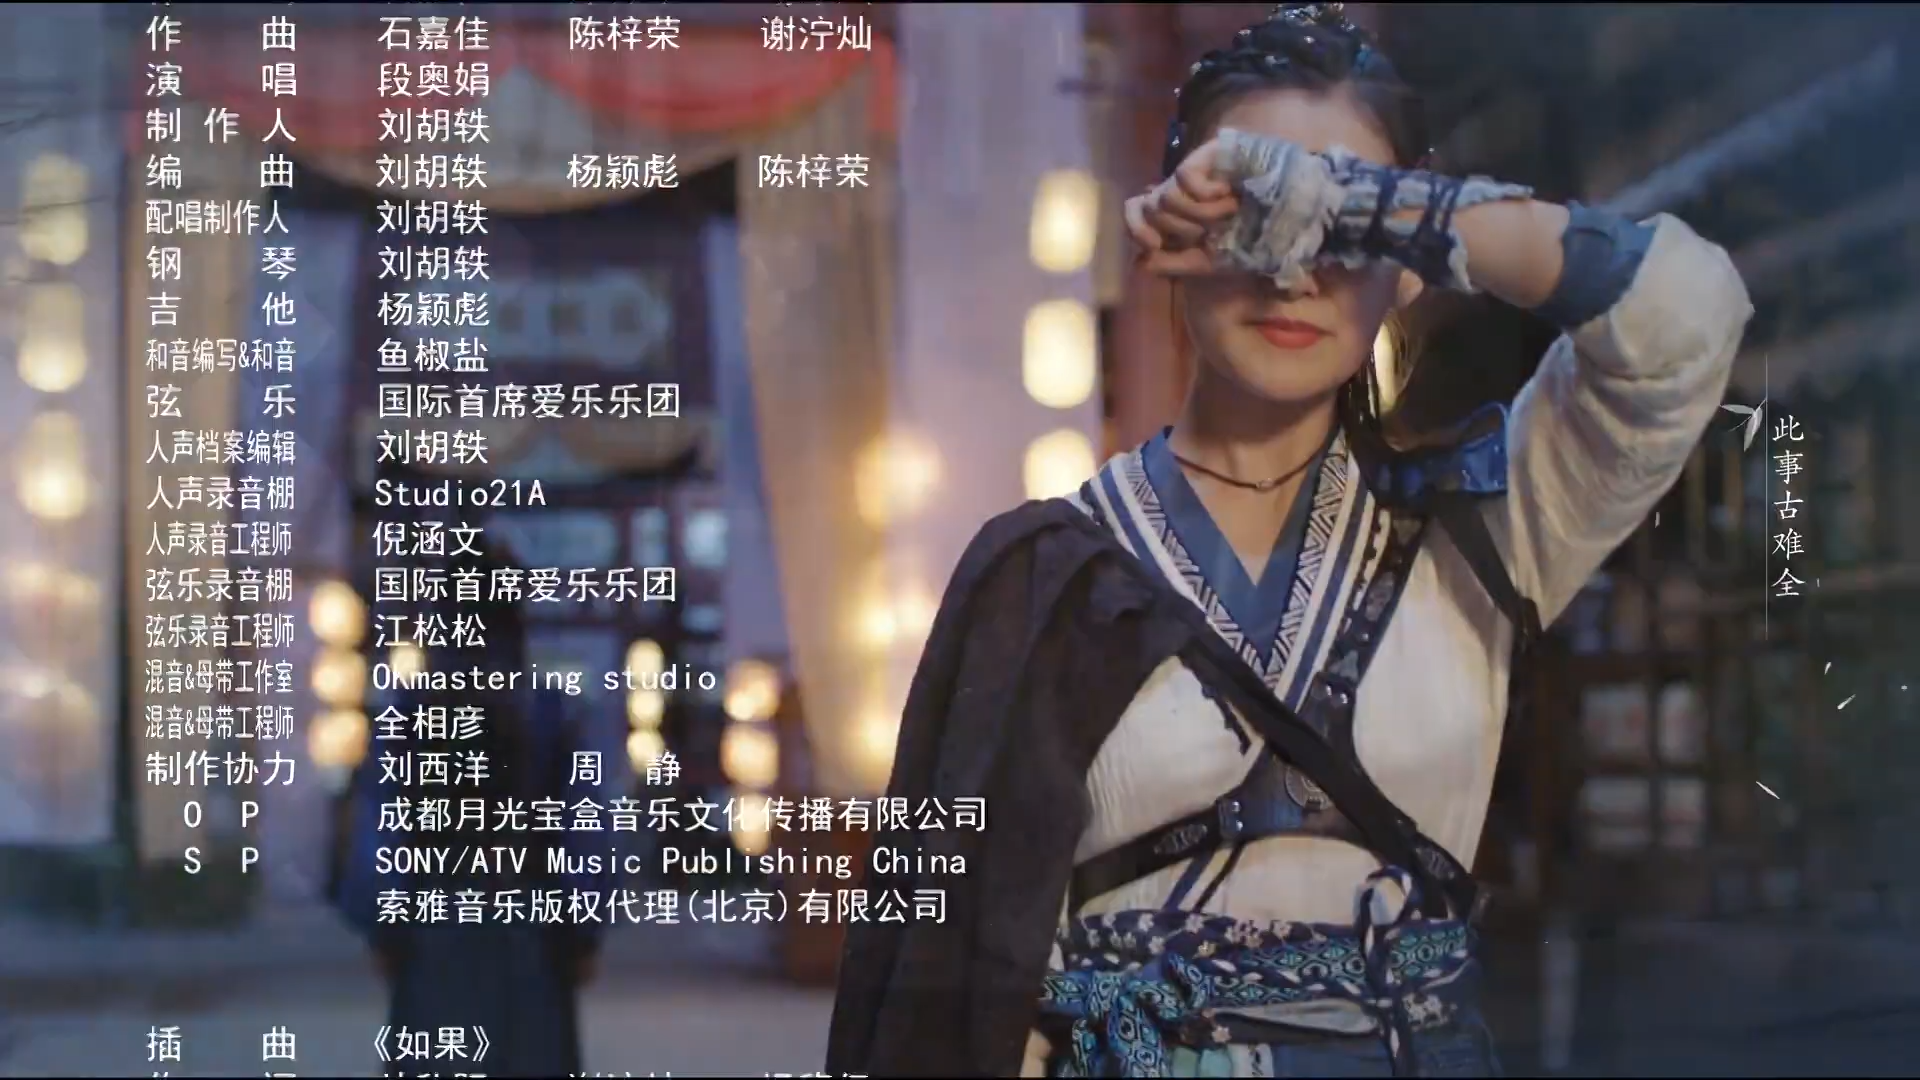 作曲 石嘉佳 陈梓荣 谢泞灿
演唱 段奥娟
制作人 刘胡轶
编曲 刘胡轶 杨颖彪 陈梓荣
配唱制作人 刘胡轶
钢琴 刘胡轶
吉他 杨颖彪
和音编写&和音 鱼椒盐
弦乐 国际首席爱乐乐团
人声档案编辑 刘胡轶
人声录音棚 Studio21A
人声录音工程师 倪涵文
弦乐录音棚 国际首席爱乐乐团
弦乐录音工程师 江松松
混音&母带工作室 OKmastering studio
混音&母带工程师 全相彦
制作协力 刘西洋 周静
OP 成都月光宝盒音乐文化传播有限公司
SP SONY/ATV Music Publishing China
索雅音乐版权代理(北京)有限公司
插曲 《如果》
此事古难全